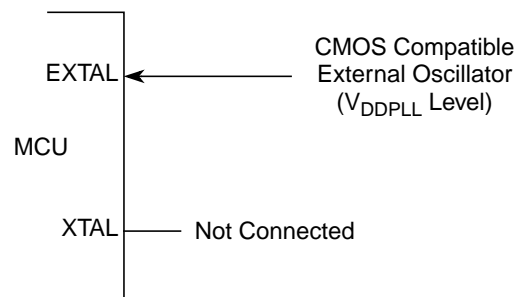 CMOS Compatible
EXTAL
External Oscillator
(VDDPLL Level)
MCU
XTAL
Not Connected